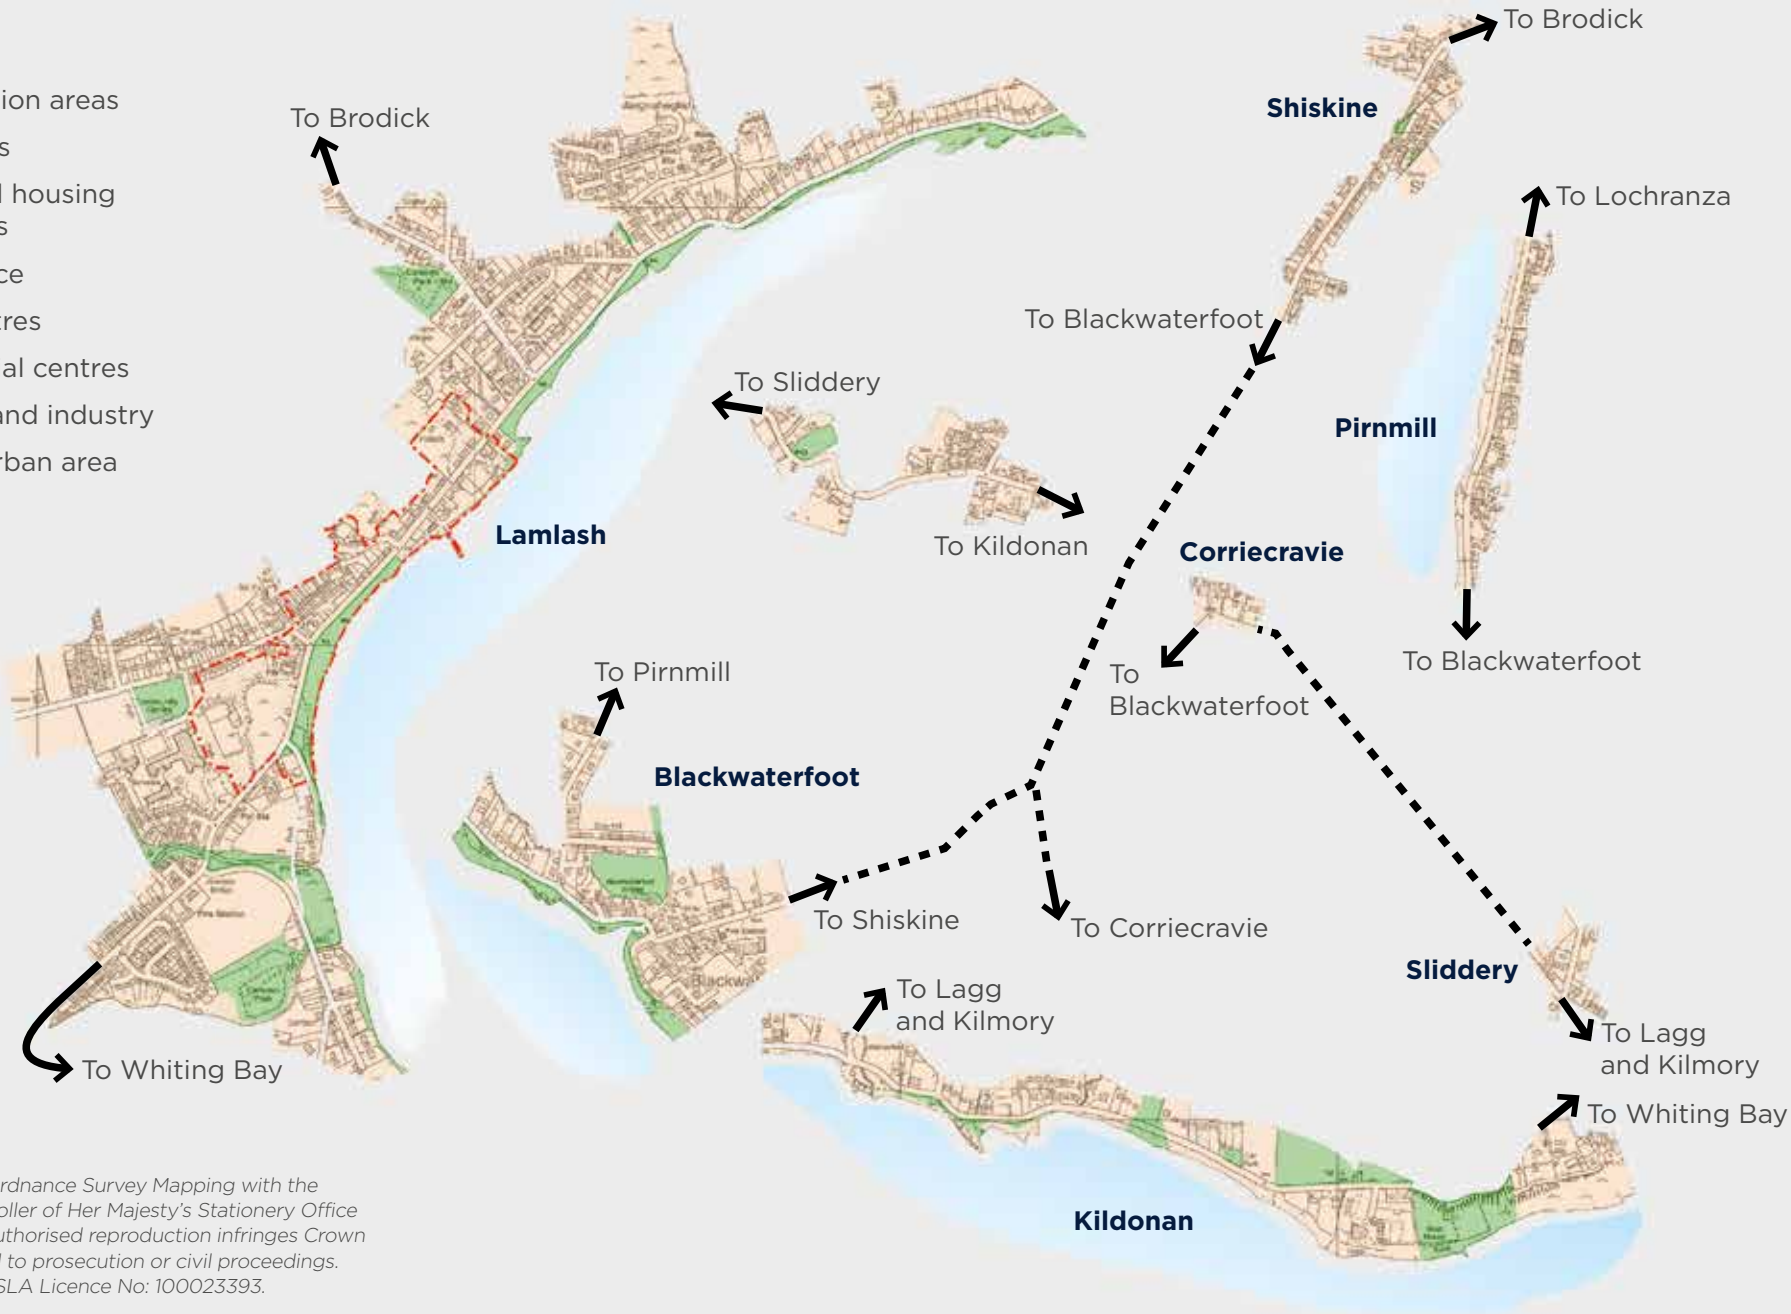 ion areas
s
l housing
s
ce
tres
al centres
and industry
rban area
To Brodick
To Brodick
Shiskine
To Lochranza
To Blackwaterfoot
To Sliddery
Pirnmill
Lamlash
To Kildonan
Corriecravie
To Pirnmill
To
Blackwaterfoot
To Blackwaterfoot
Blackwaterfoot
To Shiskine
To Corriecravie
Sliddery
To Lagg
and Kilmory
To Lagg
and Kilmory
To Whiting Bay
To Whiting Bay
Kildonan
rdnance Survey Mapping with the
oller of Her Majesty's Stationery Office
uthorised reproduction infringes Crown
l to prosecution or civil proceedings.
SLA Licence No: 100023393.